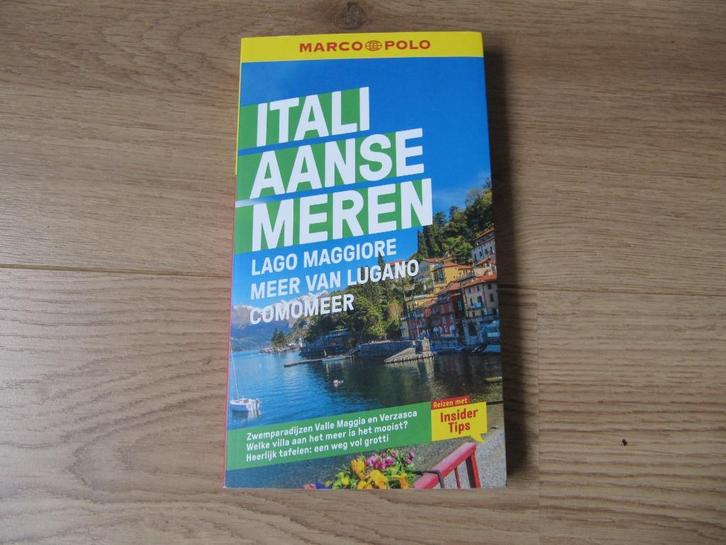 MARCO POLO
ITALI
AANSE
MEREN
LAGO MAGGIORE
MEER VAN LUGANO
COMOMEER
Zwemparadijzen Valle Maggia en Verzasca
Welke villa aan het meer is het mooist?
Heerlijk tafelen: een weg vol grotti
Reizen met
Insider
Tips